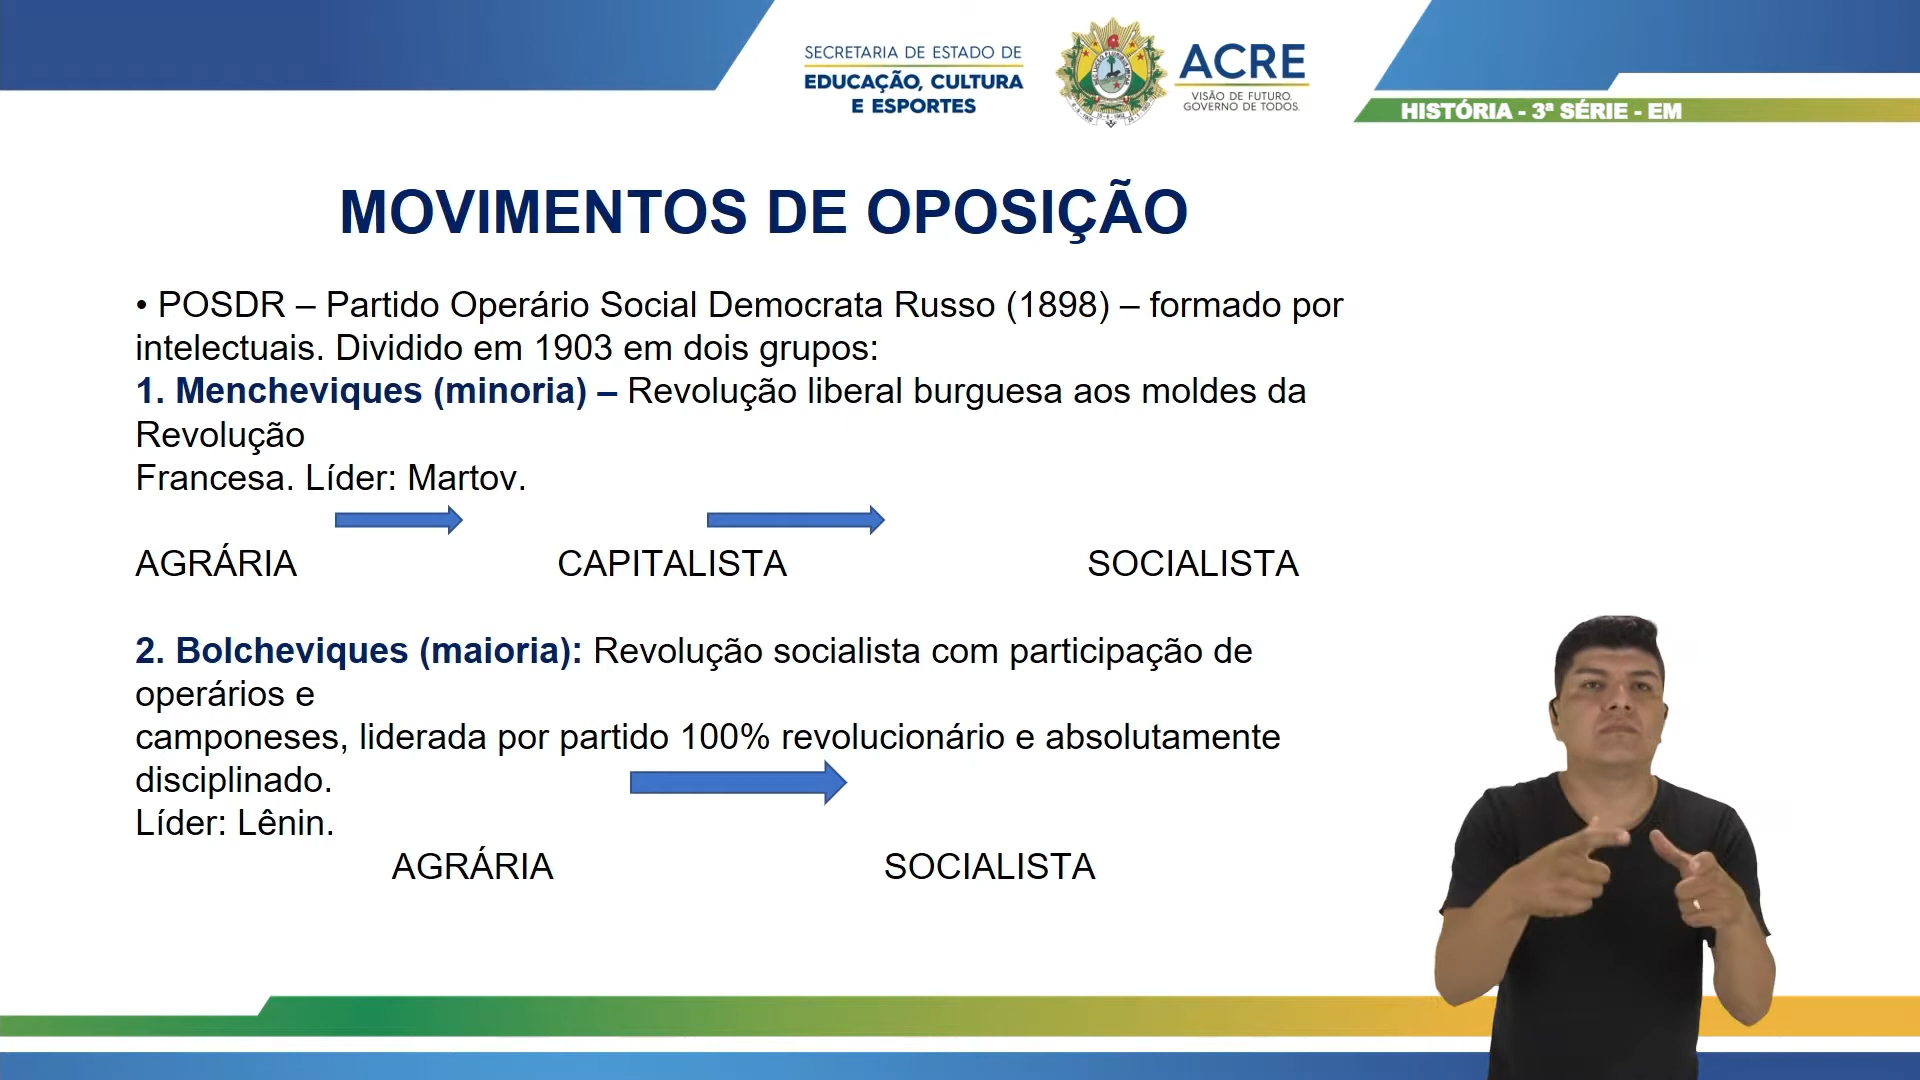 SECRETARIA DE ESTADO DE
EDUCAÇÃO, CULTURA
E ESPORTES
ACRE
VISÃO DE FUTURO.
GOVERNO DE TODOS.
HISTÓRIA - 3ª SÉRIE - EM
MOVIMENTOS DE OPOSIÇÃO
• POSDR – Partido Operário Social Democrata Russo (1898) – formado por
intelectuais. Dividido em 1903 em dois grupos:
1. Mencheviques (minoria) – Revolução liberal burguesa aos moldes da
Revolução
Francesa. Líder: Martov.
AGRÁRIA CAPITALISTA SOCIALISTA
2. Bolcheviques (maioria): Revolução socialista com participação de
operários e
camponeses, liderada por partido 100% revolucionário e absolutamente
disciplinado.
Líder: Lênin.
AGRÁRIA SOCIALISTA